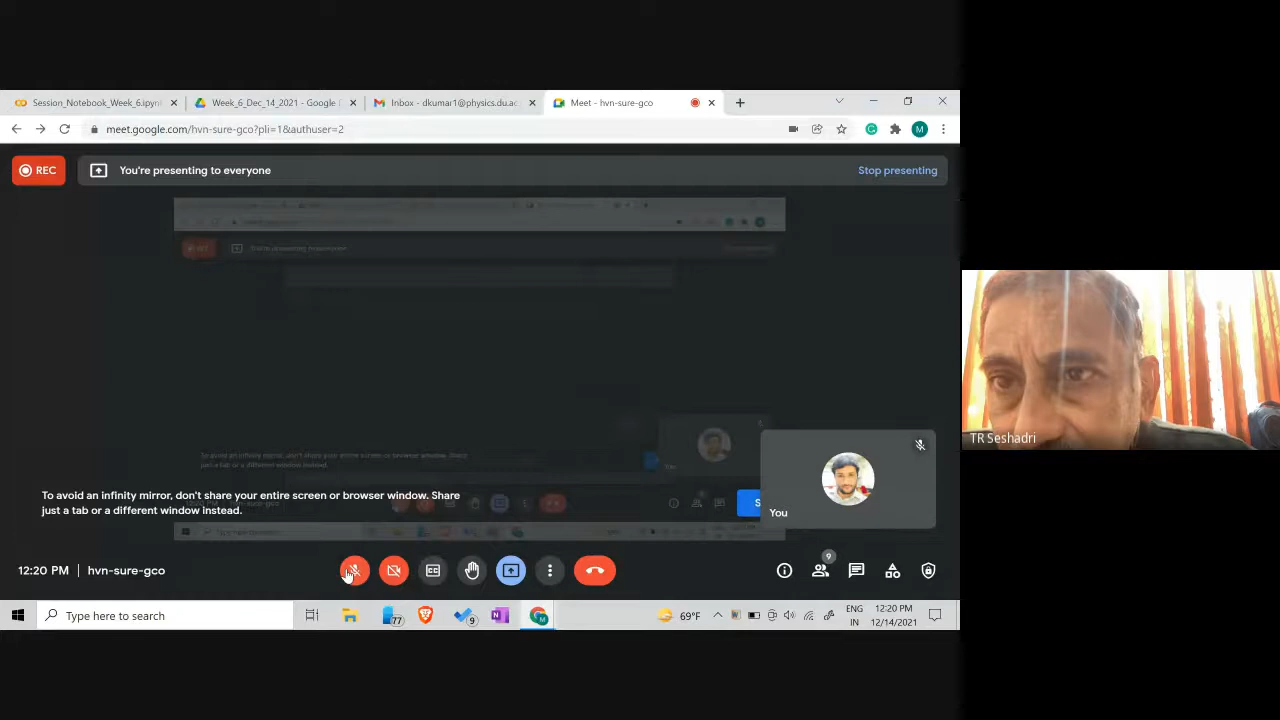 Session_Notebook_Week_6.ipynb
Week_6_Dec_14_2021 - Google
Inbox - dkumar1@physics.du.ac
Meet - hvn-sure-gco
meet.google.com/hvn-sure-gco?pli=1&authuser=2
M
REC
You're presenting to everyone
Stop presenting
TR Seshadri
To avoid an infinity mirror, don't share your entire screen or browser window. Share
just a tab or a different window instead.
S
You
12:20 PM | hvn-sure-gco
9
Type here to search
77
9
69°F
ENG
IN
12:20 PM
12/14/2021